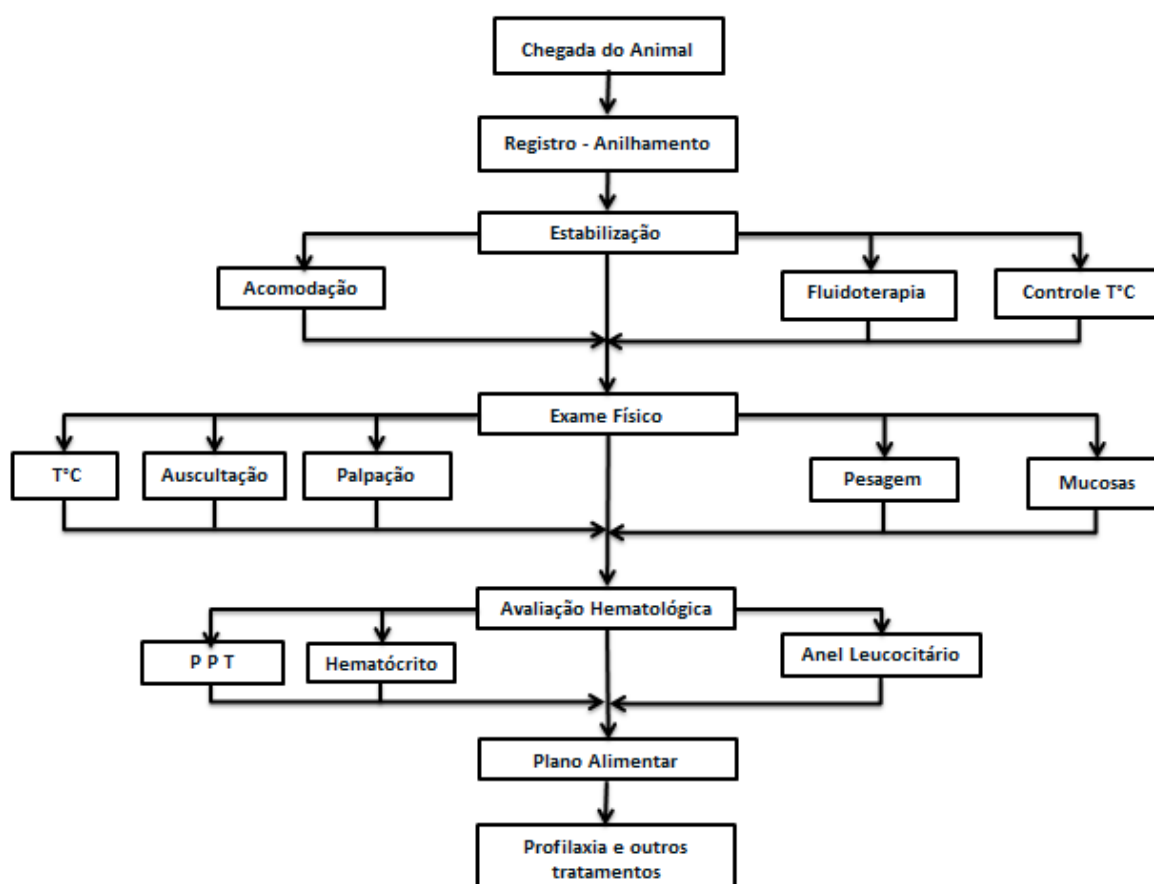 Chegada do Animal
Registro - Anilhamento
Estabilização
Acomodação
Fluidoterapia
Controle T°C
Exame Físico
T°C
Auscultação
Palpação
Pesagem
Mucosas
Avaliação Hematológica
P P T
Hematócrito
Anel Leucocitário
Plano Alimentar
Profilaxia e outros
tratamentos